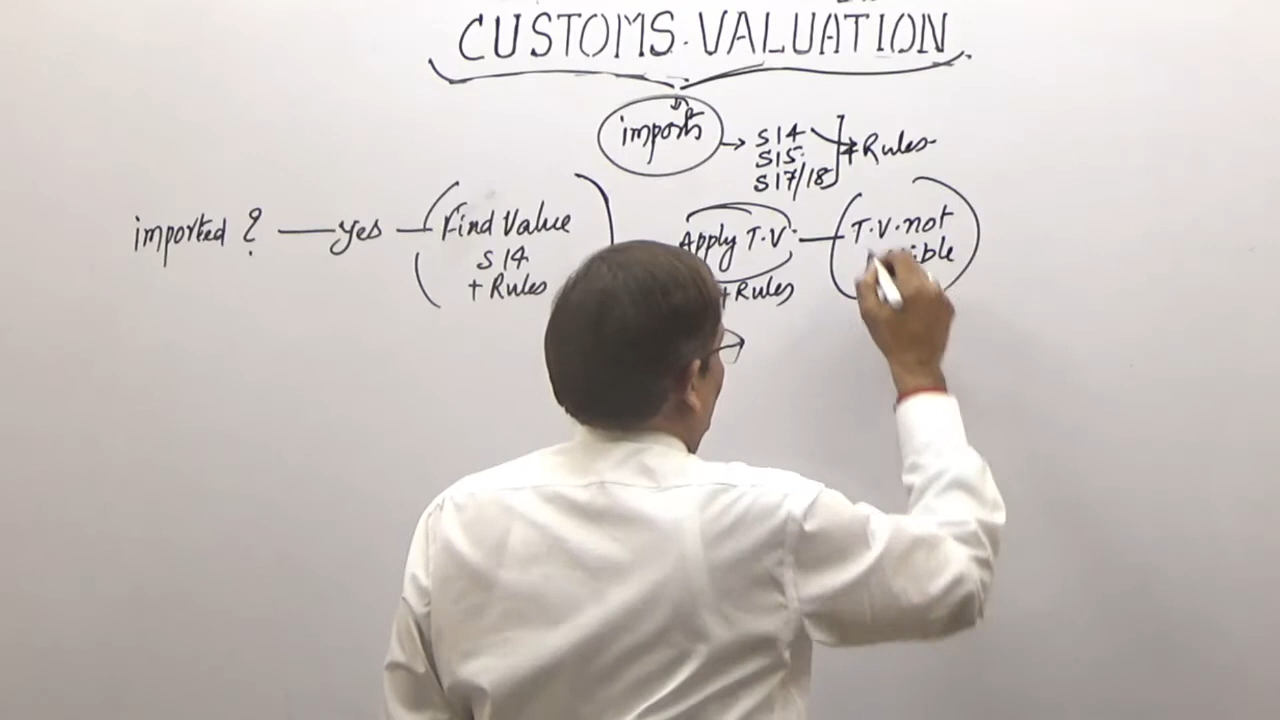 CUSTOMS.VALUATION
imports → S14
S15
S17/18
+ Rules
imported ? — yes — Find Value
S14
+ Rules
Apply T.V. — T.V. not
+ Rules